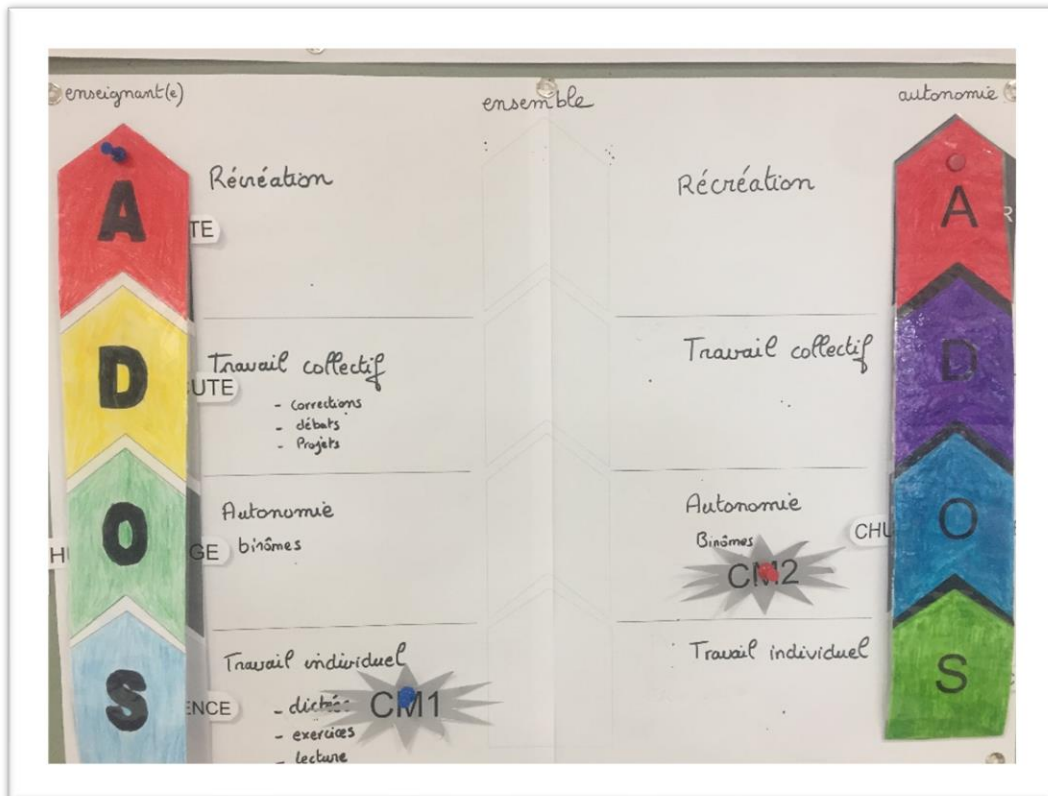 enseignant(e)
ensemble
autonomie
A
TE
Récréation
Récréation
A
R
D
UTE
Travail collectif
- corrections
- débats
- Projets
Travail collectif
D
O
H
GE
Autonomie
binômes
Autonomie
Binômes
CM2
CHU
O
S
ENCE
Travail individuel
- dictée
CM1
- exercices
- lecture
Travail individuel
S